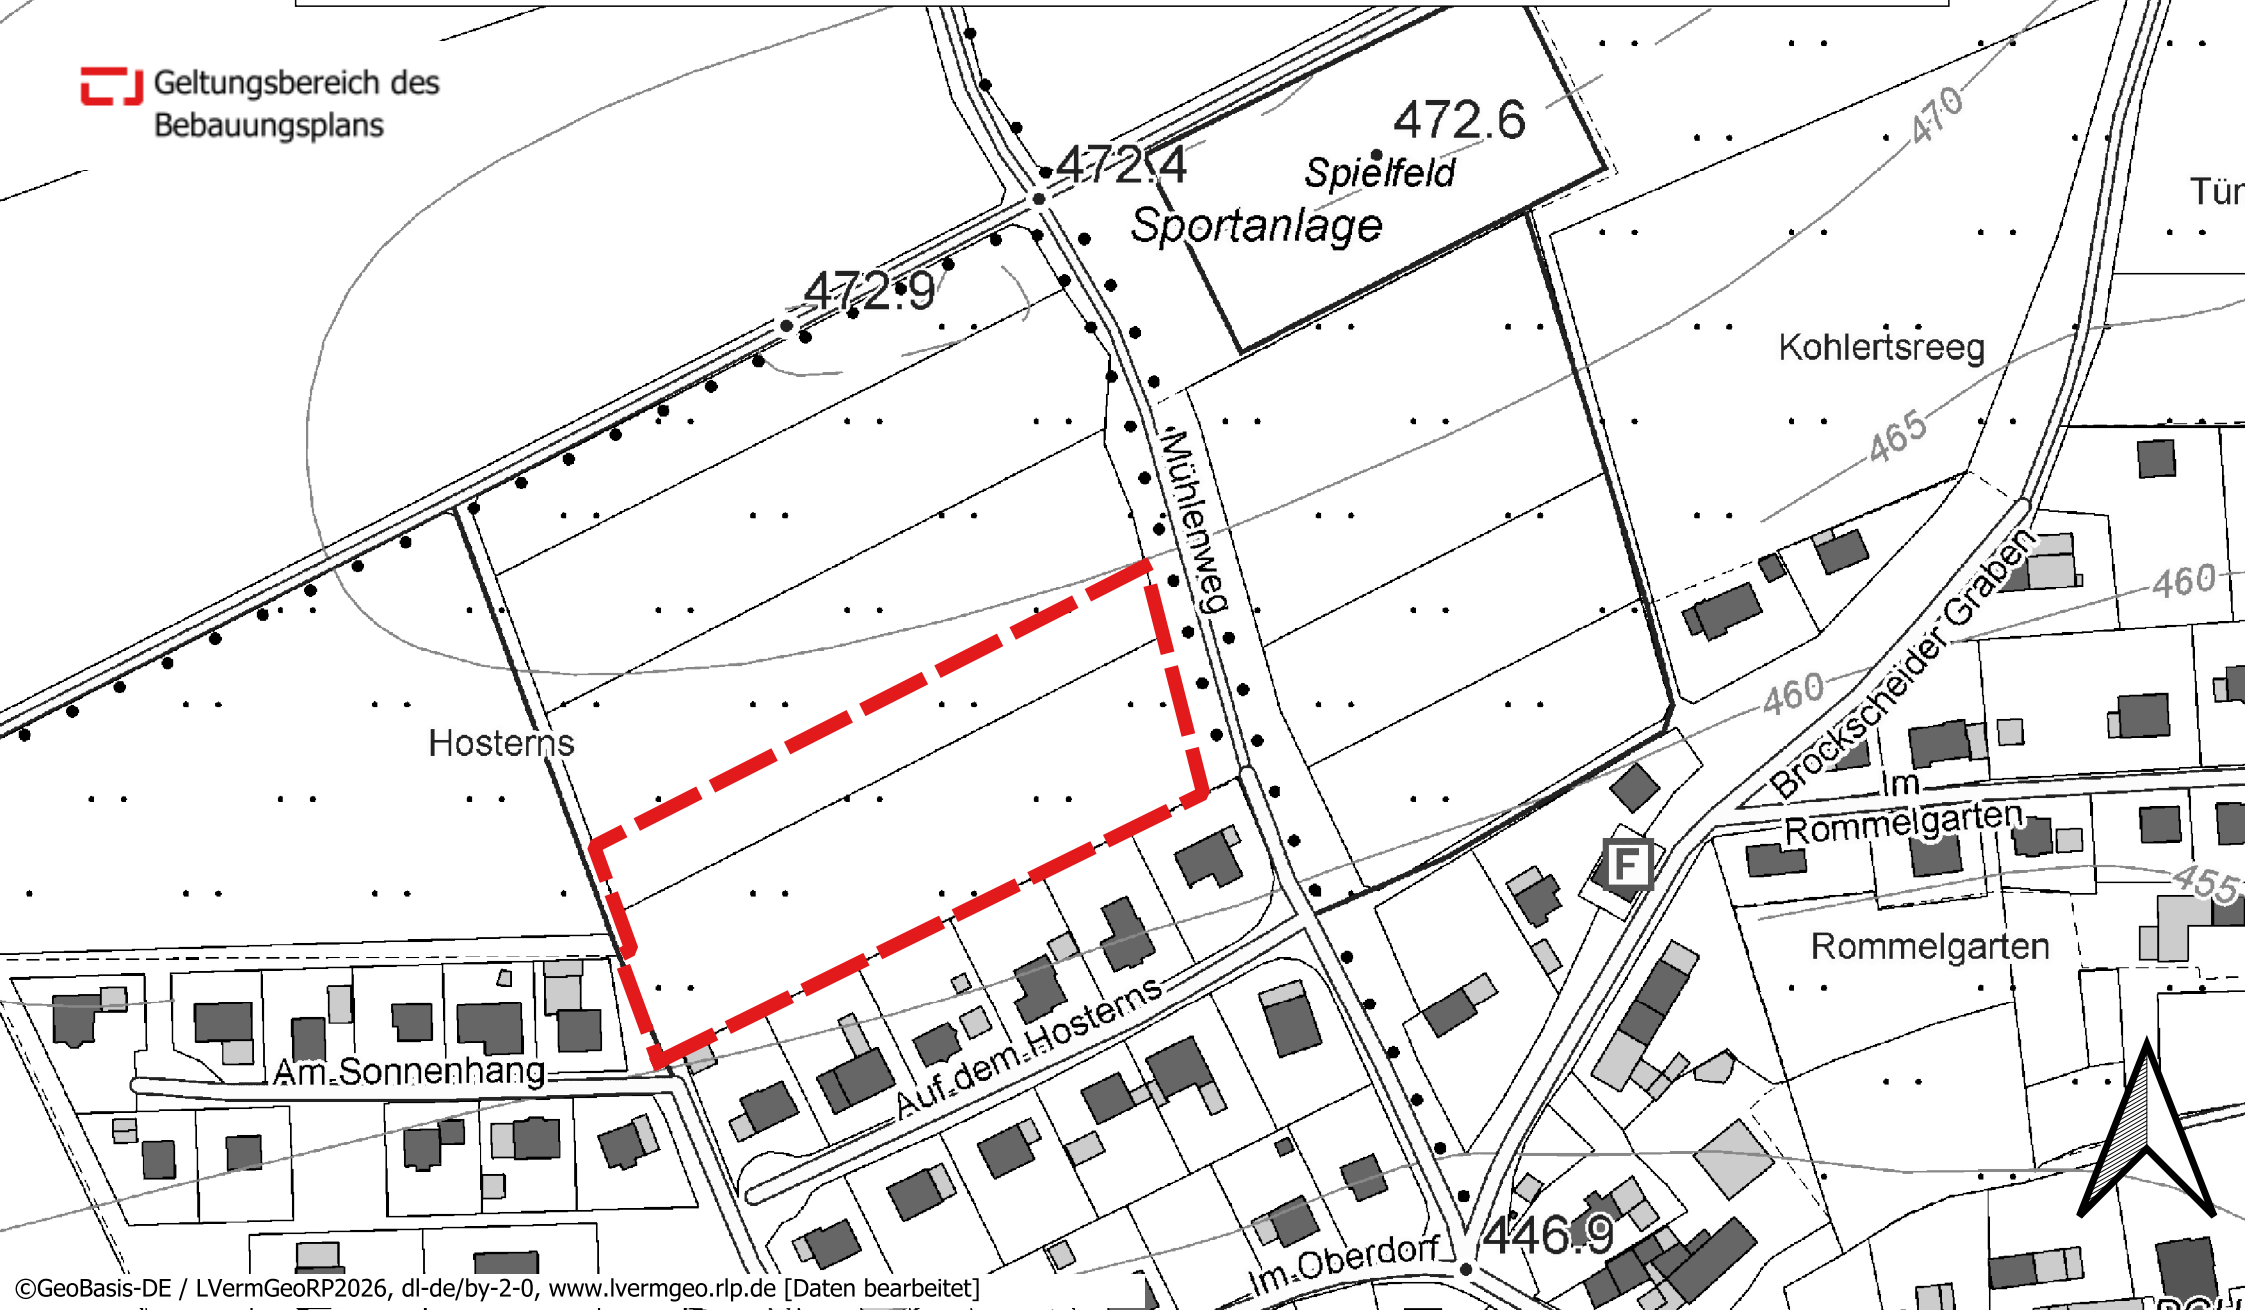 Geltungsbereich des
Bebauungsplans
472.6
472.4
Spielfeld
Sportanlage
470
472.9
Kohlertsreeg
465
Mühlenweg
460
Brockscheider Graben
460
Hosterns
Im
Rommelgarten
F
455
Rommelgarten
Am Sonnenhang
Auf dem Hosterns
446.9
Im Oberdorf
©GeoBasis-DE / LVermGeoRP2026, dl-de/by-2-0, www.lvermgeo.rlp.de [Daten bearbeitet]